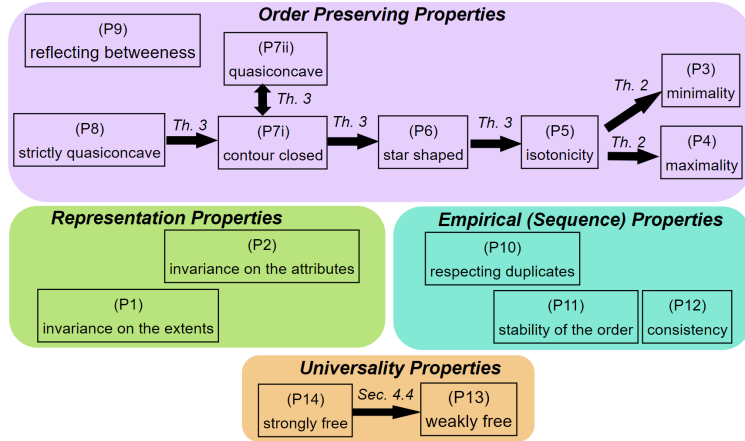 Order Preserving Properties
(P9)
reflecting betweeness
(P7ii)
quasiconcave
Th. 3
(P8)
strictly quasiconcave
Th. 3
(P7i)
contour closed
Th. 3
(P6)
star shaped
Th. 3
(P5)
isotonicity
Th. 2
(P3)
minimality
Th. 2
(P4)
maximality
Representation Properties
(P2)
invariance on the attributes
(P1)
invariance on the extents
Empirical (Sequence) Properties
(P10)
respecting duplicates
(P11)
stability of the order
(P12)
consistency
Universality Properties
(P14)
strongly free
Sec. 4.4
(P13)
weakly free